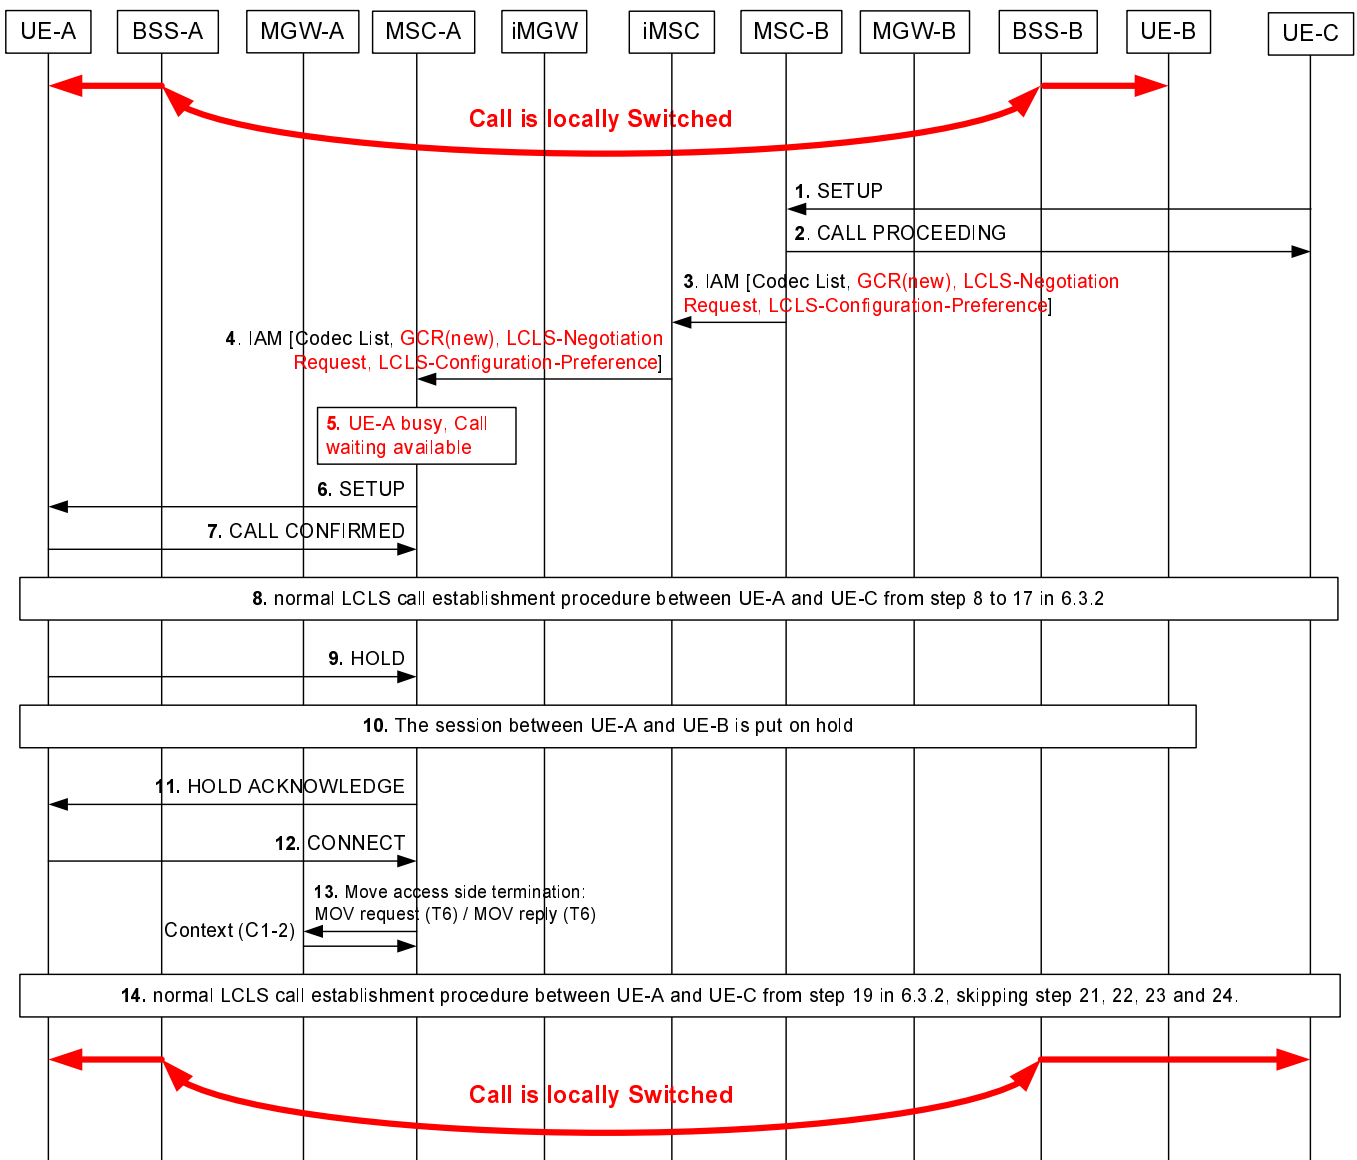 UE-A BSS-A MGW-A MSC-A iMGW iMSC MSC-B MGW-B BSS-B UE-B UE-C
Call is locally Switched
1. SETUP
2. CALL PROCEEDING
3. IAM [Codec List, GCR(new), LCLS-Negotiation
Request, LCLS-Configuration-Preference]
4. IAM [Codec List, GCR(new), LCLS-Negotiation
Request, LCLS-Configuration-Preference]
5. UE-A busy, Call
waiting available
6. SETUP
7. CALL CONFIRMED
8. normal LCLS call establishment procedure between UE-A and UE-C from step 8 to 17 in 6.3.2
9. HOLD
10. The session between UE-A and UE-B is put on hold
11. HOLD ACKNOWLEDGE
12. CONNECT
13. Move access side termination:
MOV request (T6) / MOV reply (T6)
Context (C1-2)
14. normal LCLS call establishment procedure between UE-A and UE-C from step 19 in 6.3.2, skipping step 21, 22, 23 and 24.
Call is locally Switched